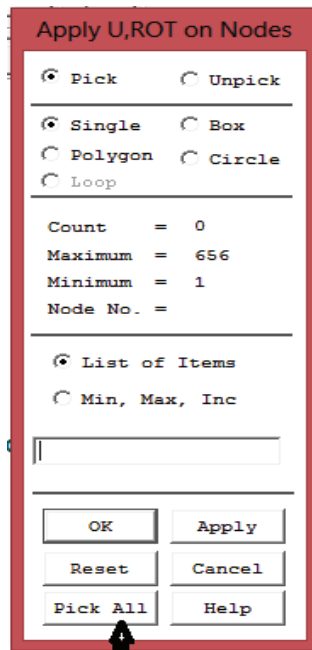 Apply U,ROT on Nodes
Pick Unpick
Single Box
Polygon Circle
Loop
Count = 0
Maximum = 656
Minimum = 1
Node No. =
List of Items
Min, Max, Inc
OK Apply
Reset Cancel
Pick All Help